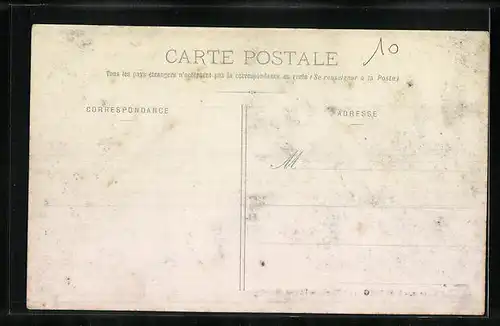 CARTE POSTALE
10
Tous les pays étrangers n'acceptent pas la correspondance au recto (Se renseigner à la Poste)
CORRESPONDANCE
ADRESSE
M